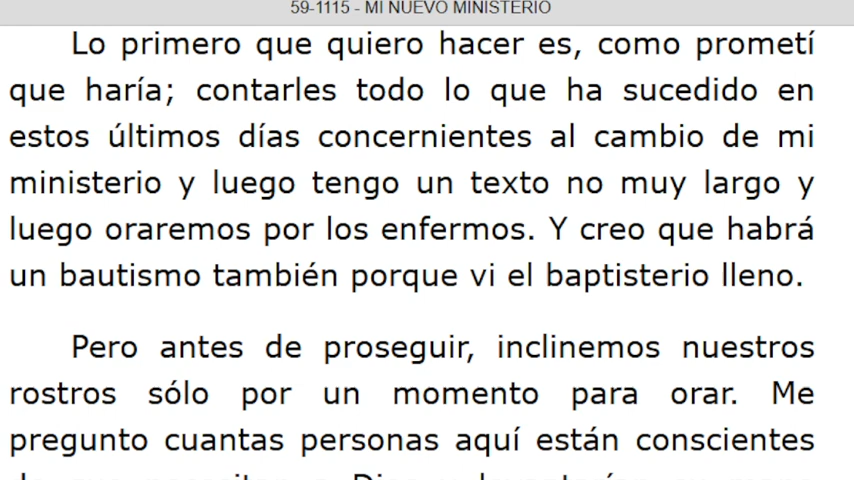 59-1115 - MI NUEVO MINISTERIO
Lo primero que quiero hacer es, como prometí
que haría; contarles todo lo que ha sucedido en
estos últimos días concernientes al cambio de mi
ministerio y luego tengo un texto no muy largo y
luego oraremos por los enfermos. Y creo que habrá
un bautismo también porque vi el baptisterio lleno.
Pero antes de proseguir, inclinemos nuestros
rostros sólo por un momento para orar. Me
pregunto cuantas personas aquí están conscientes